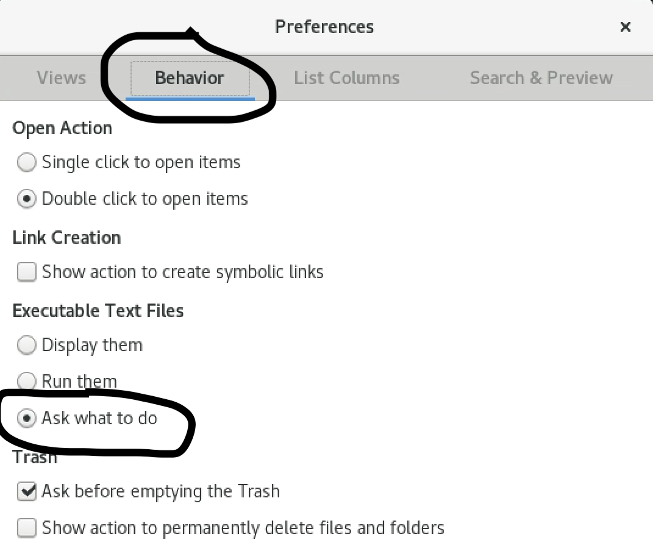 Preferences
Views Behavior List Columns Search & Preview
Open Action
Single click to open items
Double click to open items
Link Creation
Show action to create symbolic links
Executable Text Files
Display them
Run them
Ask what to do
Trash
Ask before emptying the Trash
Show action to permanently delete files and folders